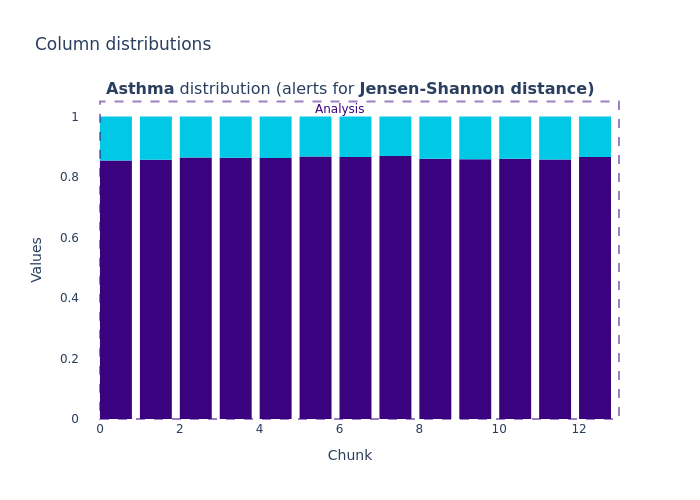 Column distributions
Asthma distribution (alerts for Jensen-Shannon distance)
Analysis
1
0.8
0.6
0.4
0.2
0
Values
0 2 4 6 8 10 12
Chunk